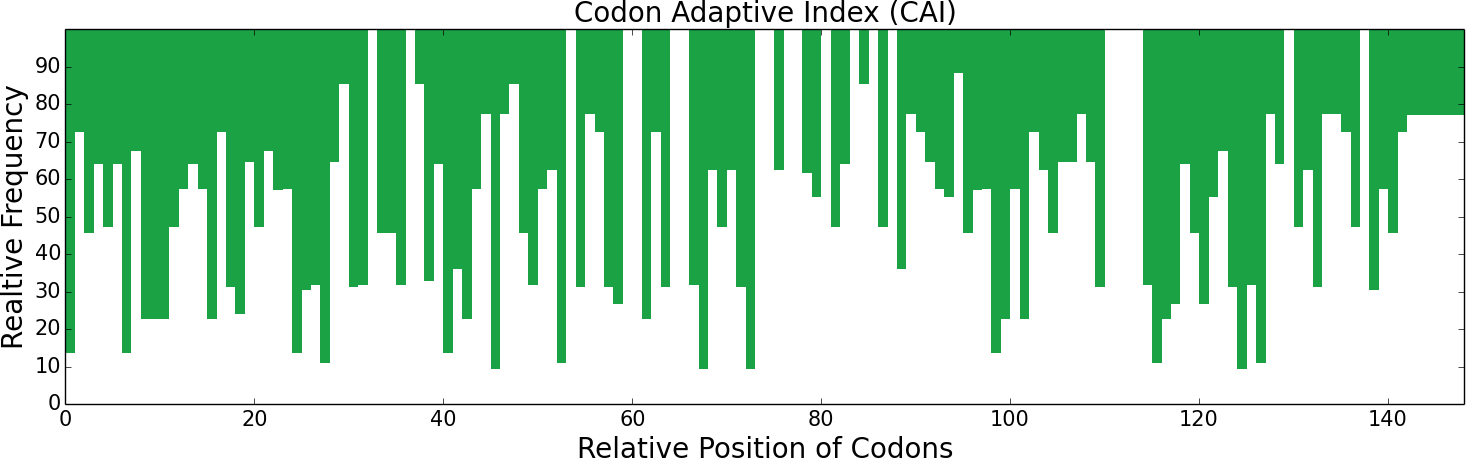 Codon Adaptive Index (CAI)
Realtive Frequency
90
80
70
60
50
40
30
20
10
0
0 20 40 60 80 100 120 140
Relative Position of Codons